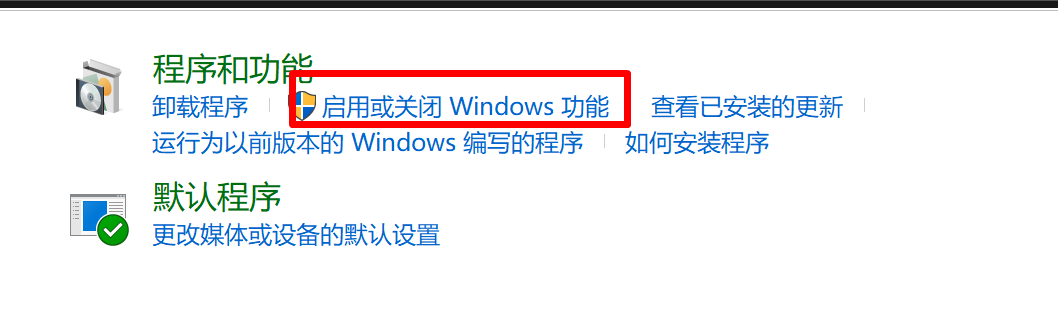 程序和功能
卸载程序 启用或关闭 Windows 功能 查看已安装的更新
运行为以前版本的 Windows 编写的程序 如何安装程序
默认程序
更改媒体或设备的默认设置